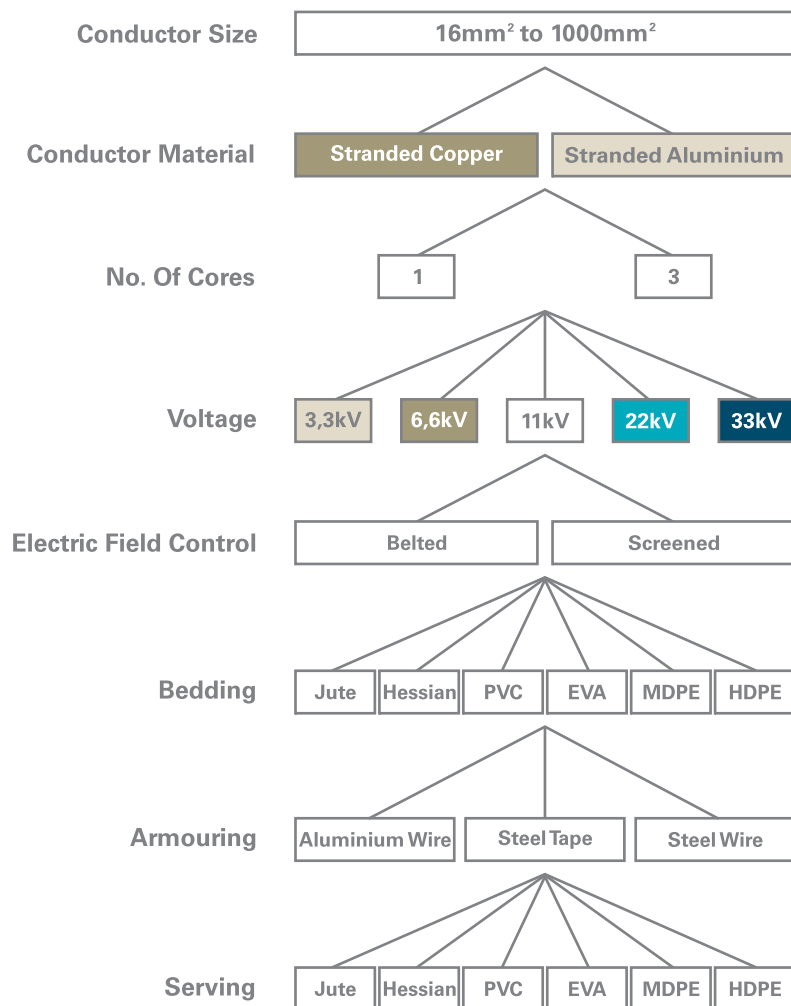 Conductor Size 16mm² to 1000mm²
Conductor Material Stranded Copper Stranded Aluminium
No. Of Cores 1 3
Voltage 3,3kV 6,6kV 11kV 22kV 33kV
Electric Field Control Belted Screened
Bedding Jute Hessian PVC EVA MDPE HDPE
Armouring Aluminium Wire Steel Tape Steel Wire
Serving Jute Hessian PVC EVA MDPE HDPE